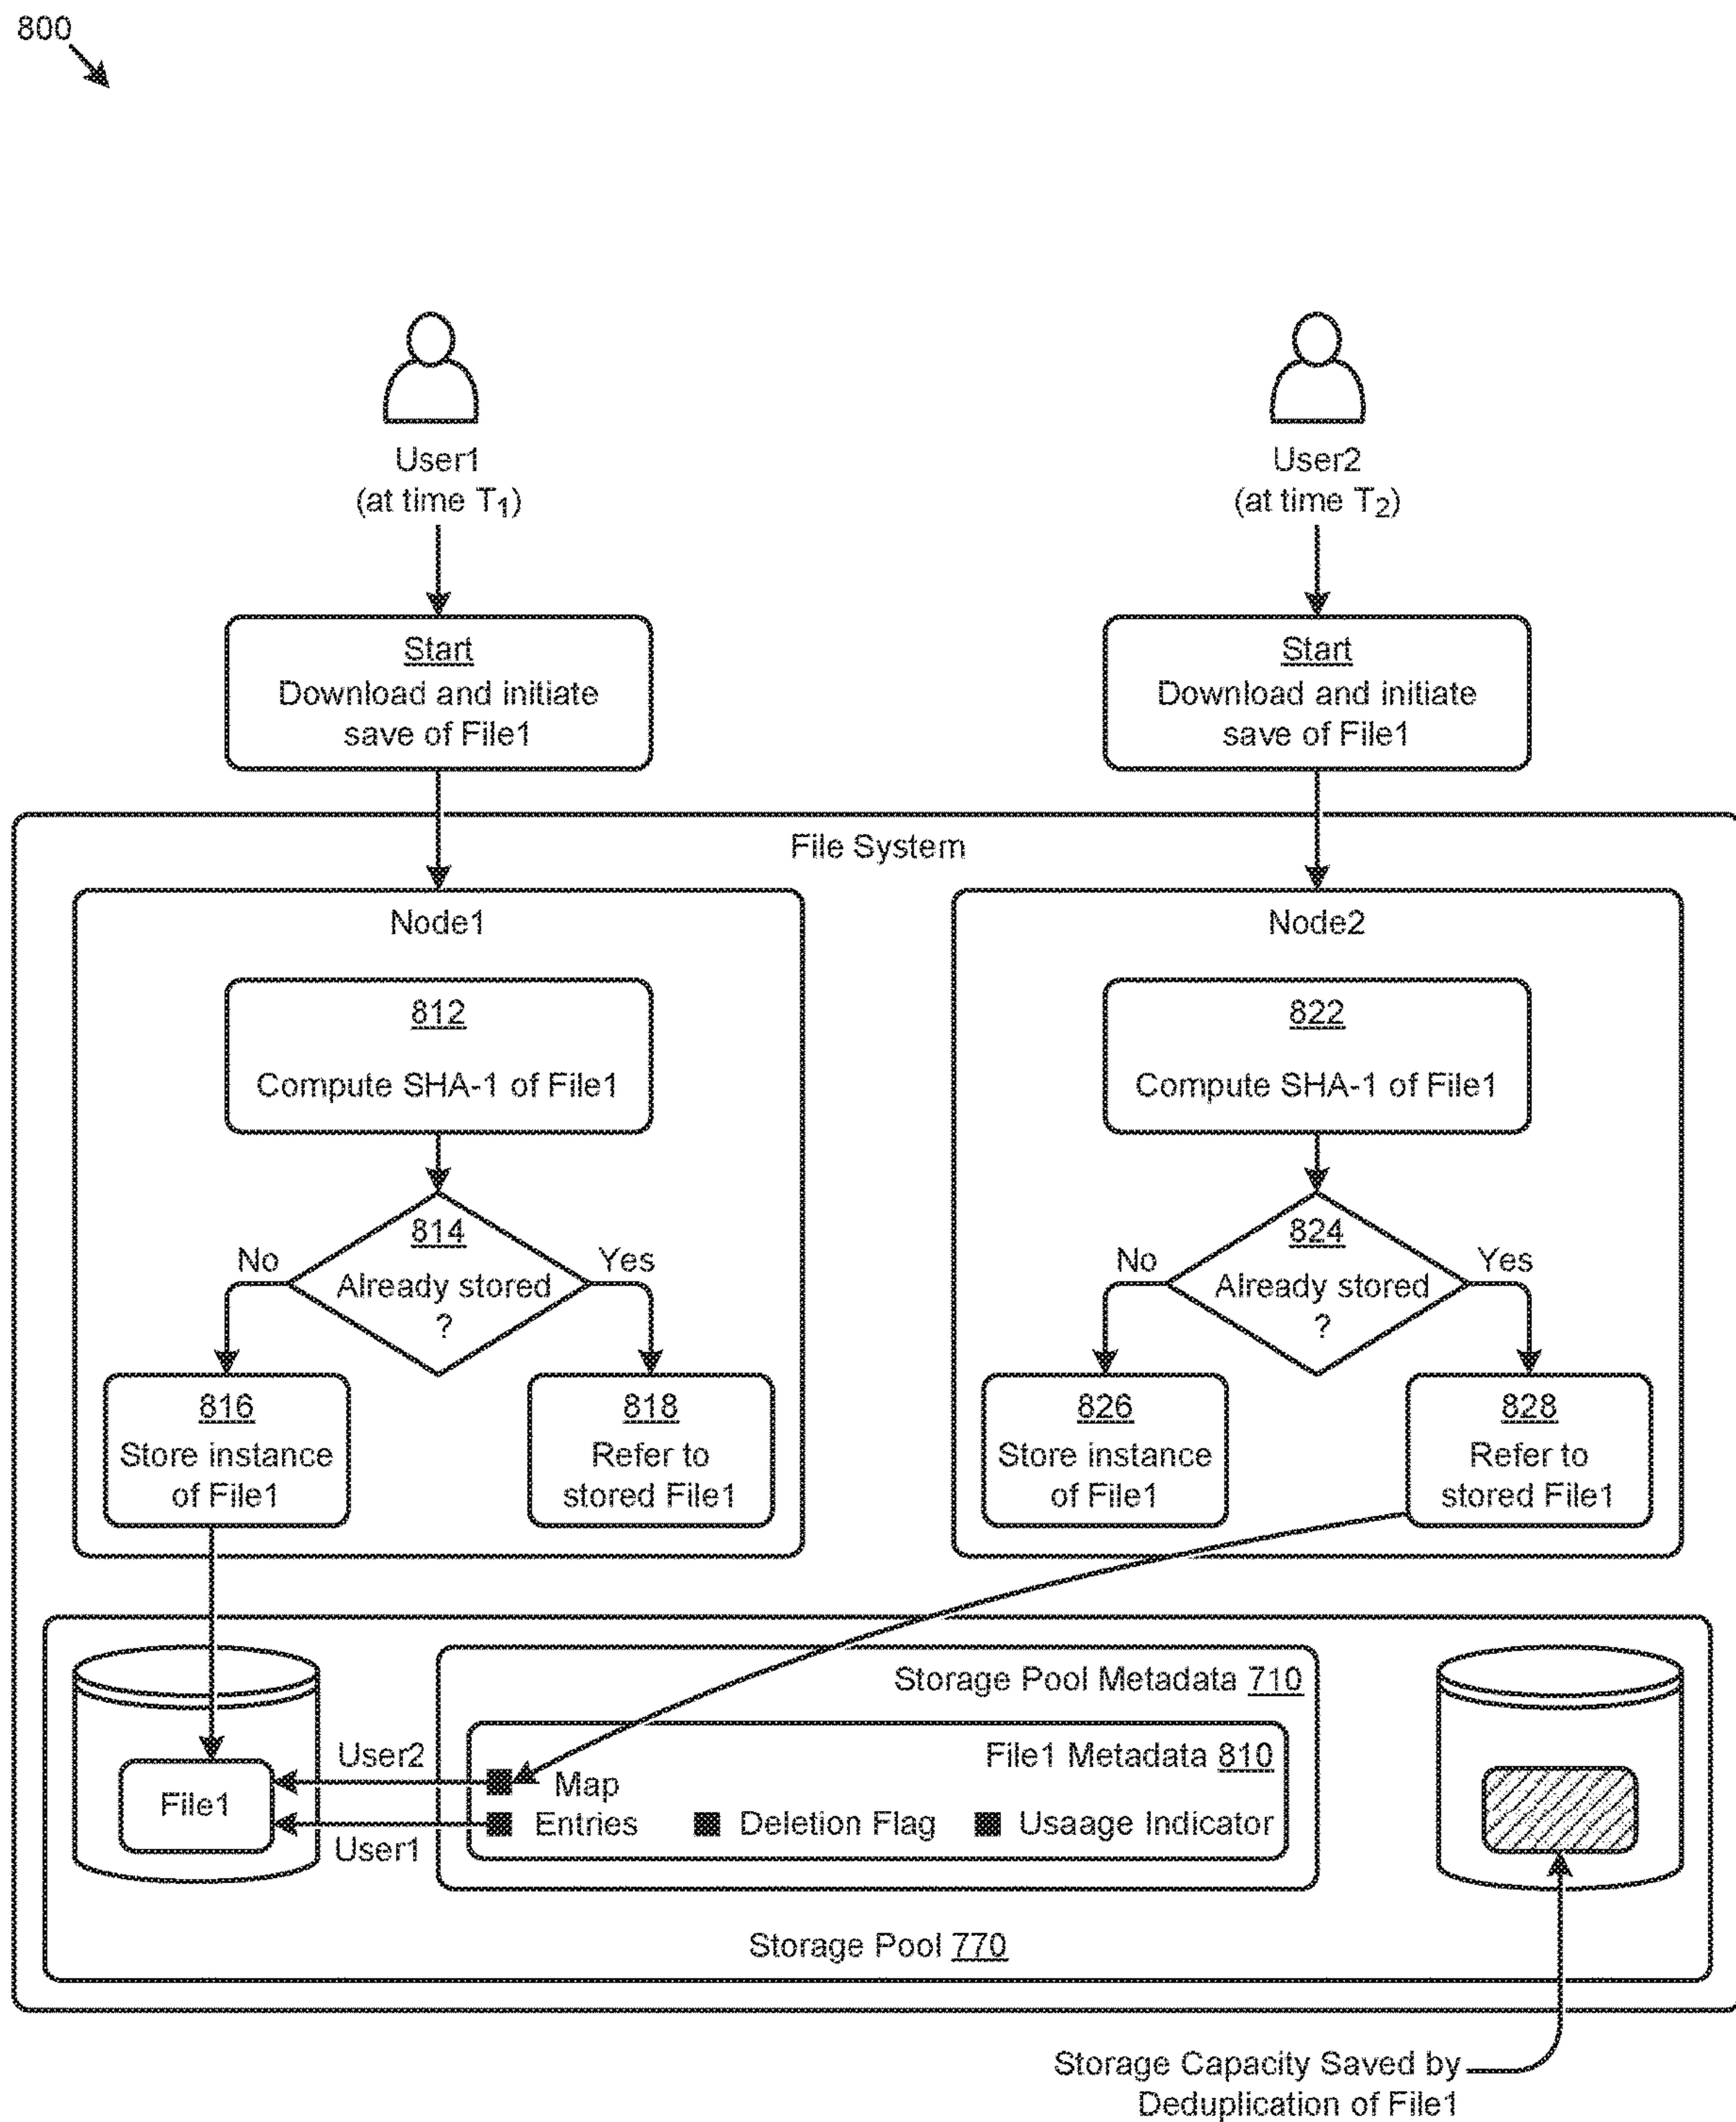 800
User1
(at time T1)
User2
(at time T2)
Start
Download and initiate
save of File1
Start
Download and initiate
save of File1
File System
Node1
812
Compute SHA-1 of File1
814
Already stored
?
No
Yes
816
Store instance
of File1
818
Refer to
stored File1
Node2
822
Compute SHA-1 of File1
824
Already stored
?
No
Yes
826
Store instance
of File1
828
Refer to
stored File1
Storage Pool Metadata 710
File1 Metadata 810
User2
Map
File1
Entries
Deletion Flag
Usaage Indicator
User1
Storage Pool 770
Storage Capacity Saved by
Deduplication of File1